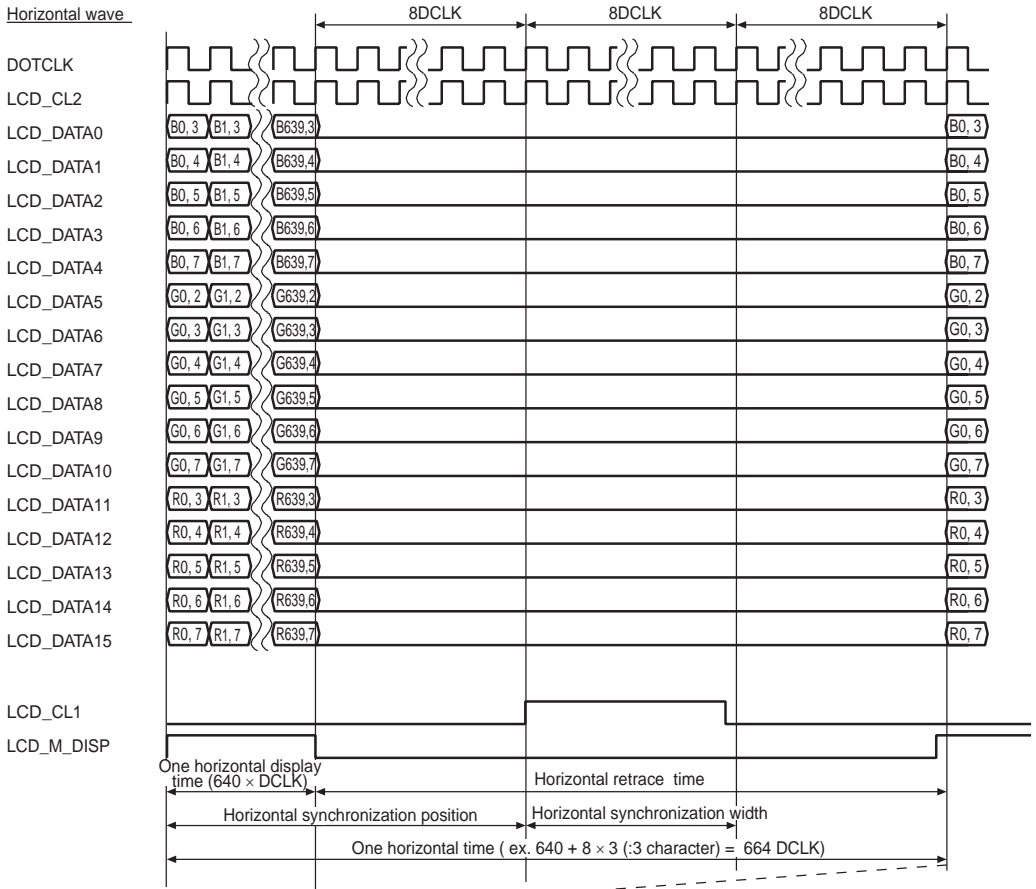 Horizontal wave
8DCLK 8DCLK 8DCLK
DOTCLK
LCD_CL2
LCD_DATA0 B0, 3 B1, 3 B639,3 B0, 3
LCD_DATA1 B0, 4 B1, 4 B639,4 B0, 4
LCD_DATA2 B0, 5 B1, 5 B639,5 B0, 5
LCD_DATA3 B0, 6 B1, 6 B639,6 B0, 6
LCD_DATA4 B0, 7 B1, 7 B639,7 B0, 7
LCD_DATA5 G0, 2 G1, 2 G639,2 G0, 2
LCD_DATA6 G0, 3 G1, 3 G639,3 G0, 3
LCD_DATA7 G0, 4 G1, 4 G639,4 G0, 4
LCD_DATA8 G0, 5 G1, 5 G639,5 G0, 5
LCD_DATA9 G0, 6 G1, 6 G639,6 G0, 6
LCD_DATA10 G0, 7 G1, 7 G639,7 G0, 7
LCD_DATA11 R0, 3 R1, 3 R639,3 R0, 3
LCD_DATA12 R0, 4 R1, 4 R639,4 R0, 4
LCD_DATA13 R0, 5 R1, 5 R639,5 R0, 5
LCD_DATA14 R0, 6 R1, 6 R639,6 R0, 6
LCD_DATA15 R0, 7 R1, 7 R639,7 R0, 7
LCD_CL1
LCD_M_DISP
One horizontal display
time (640 × DCLK)
Horizontal retrace time
Horizontal synchronization position
Horizontal synchronization width
One horizontal time ( ex. 640 + 8 × 3 (:3 character) = 664 DCLK)